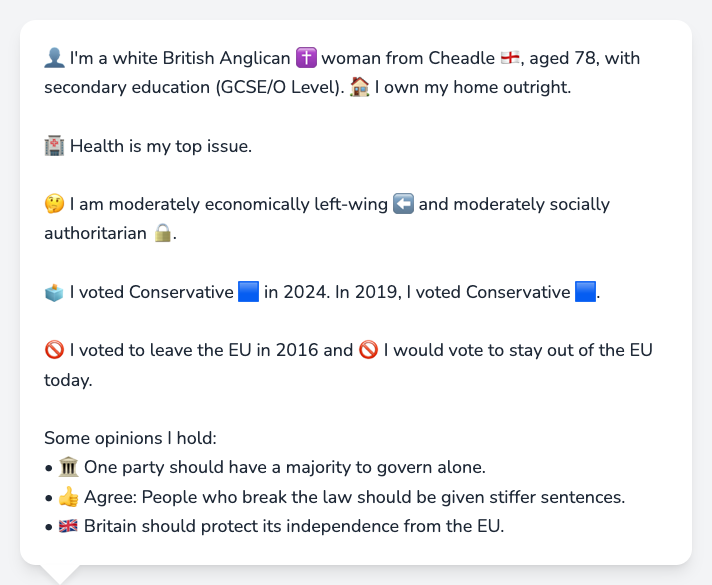 👤 I'm a white British Anglican ✝️ woman from Cheadle 🏴󠁧󠁢󠁥󠁮󠁧󠁿, aged 78, with
secondary education (GCSE/O Level). 🏠 I own my home outright.
🏥 Health is my top issue.
🤔 I am moderately economically left-wing ⬅️ and moderately socially
authoritarian 🔒.
🗳️ I voted Conservative 🟦 in 2024. In 2019, I voted Conservative 🟦.
🚫 I voted to leave the EU in 2016 and 🚫 I would vote to stay out of the EU
today.
Some opinions I hold:
• 🏛️ One party should have a majority to govern alone.
• 👍 Agree: People who break the law should be given stiffer sentences.
• 🇬🇧 Britain should protect its independence from the EU.